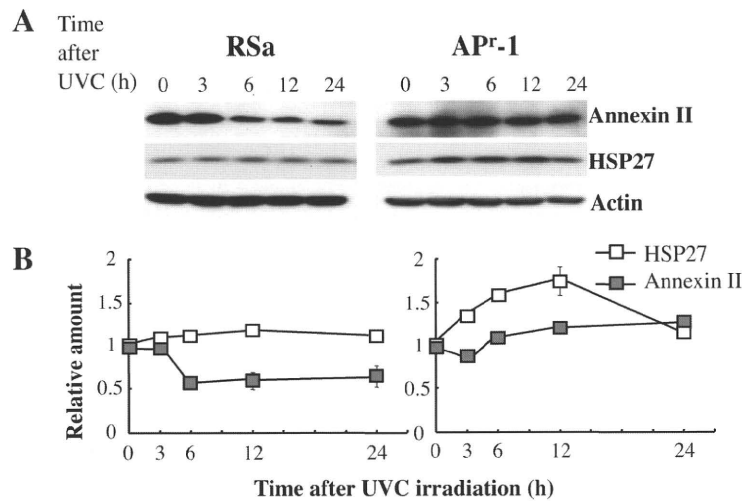 A
Time
after
UVC (h)
RSa
APʳ-1
0 3 6 12 24
0 3 6 12 24
Annexin II
HSP27
Actin
B
Relative amount
2
1.5
1
0.5
0
0 3 6 12 24
2
1.5
1
0.5
0
0 3 6 12 24
HSP27
Annexin II
Time after UVC irradiation (h)